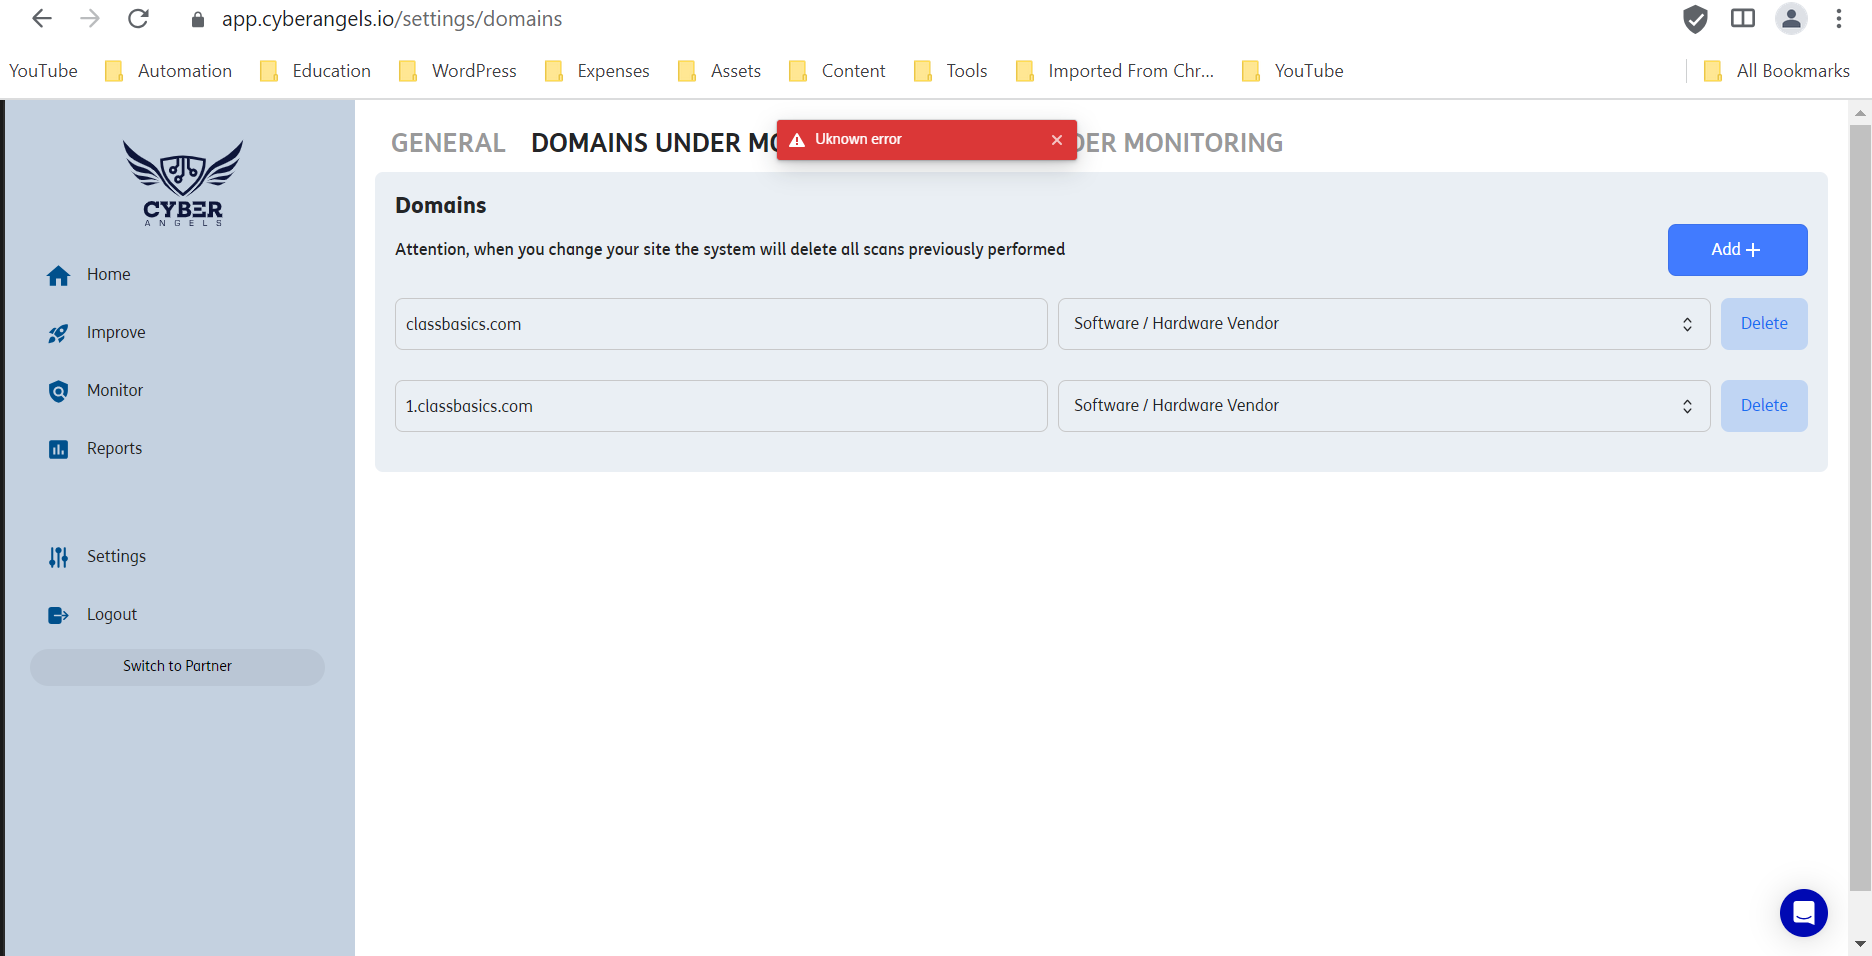 app.cyberangels.io/settings/domains
YouTube Automation Education WordPress Expenses Assets Content Tools Imported From Chr... YouTube All Bookmarks
CYBER
ANGELS
Home
Improve
Monitor
Reports
Settings
Logout
Switch to Partner
GENERAL DOMAINS UNDER MO DER MONITORING
Uknown error
Domains
Attention, when you change your site the system will delete all scans previously performed
Add +
classbasics.com Software / Hardware Vendor Delete
1.classbasics.com Software / Hardware Vendor Delete